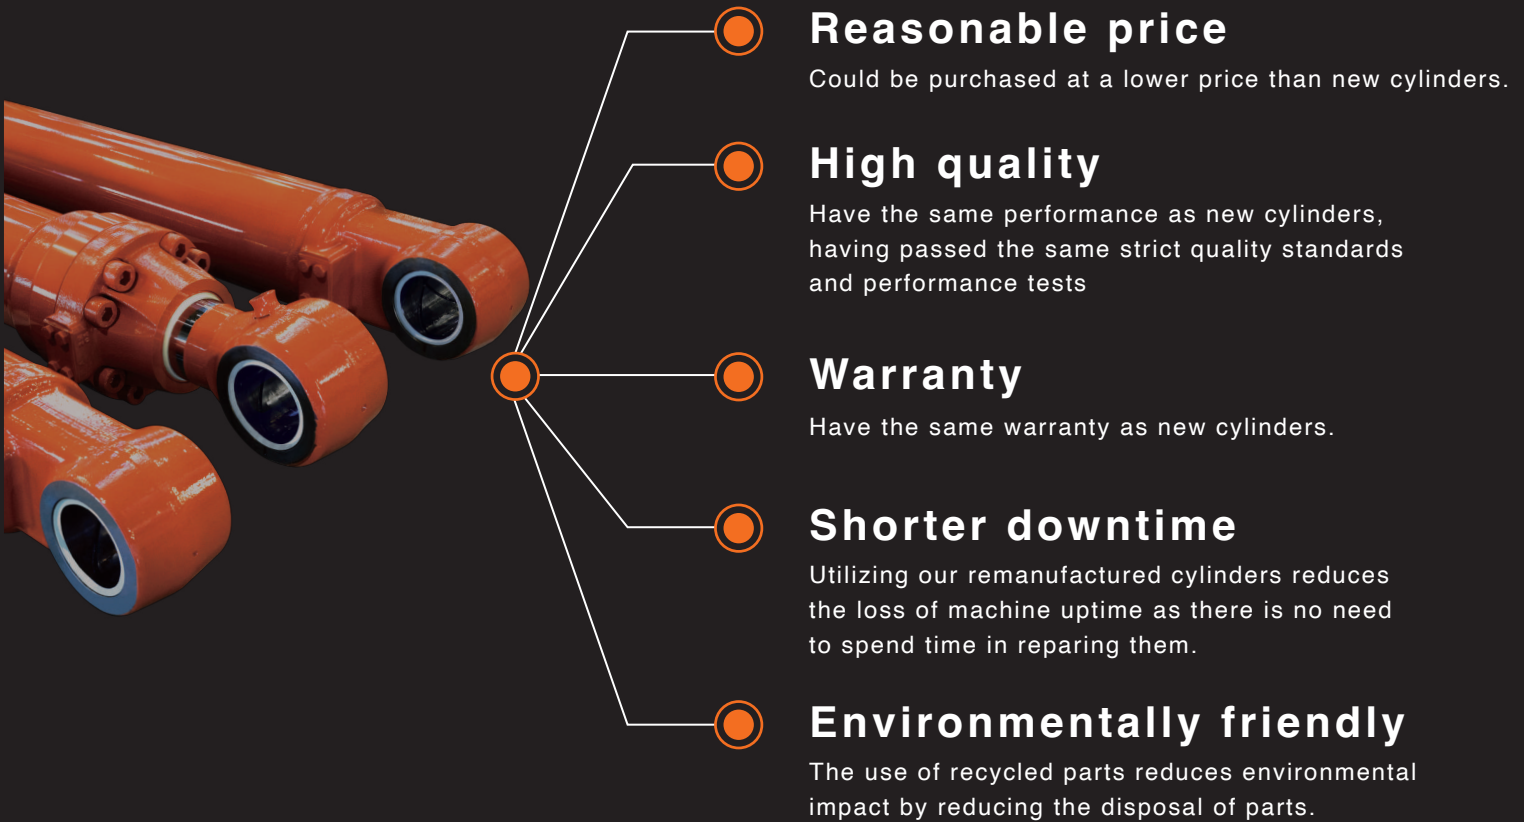 Reasonable price
Could be purchased at a lower price than new cylinders.
High quality
Have the same performance as new cylinders,
having passed the same strict quality standards
and performance tests
Warranty
Have the same warranty as new cylinders.
Shorter downtime
Utilizing our remanufactured cylinders reduces
the loss of machine uptime as there is no need
to spend time in reparing them.
Environmentally friendly
The use of recycled parts reduces environmental
impact by reducing the disposal of parts.